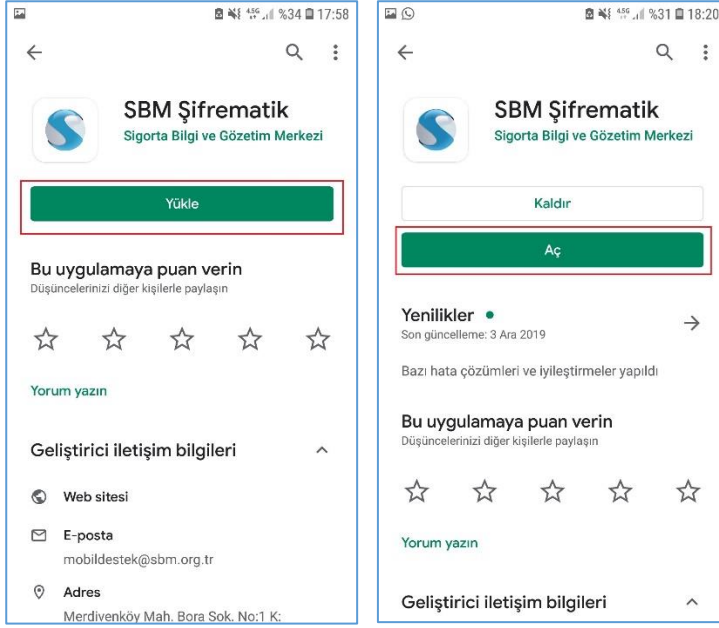 %34 17:58
SBM Şifrematik
Sigorta Bilgi ve Gözetim Merkezi
Yükle
Bu uygulamaya puan verin
Düşüncelerinizi diğer kişilerle paylaşın
Yorum yazın
Geliştirici iletişim bilgileri
Web sitesi
E-posta
mobildestek@sbm.org.tr
Adres
Merdivenköy Mah. Bora Sok. No:1 K:
%31 18:20
SBM Şifrematik
Sigorta Bilgi ve Gözetim Merkezi
Kaldır
Aç
Yenilikler
Son güncelleme: 3 Ara 2019
Bazı hata çözümleri ve iyileştirmeler yapıldı
Bu uygulamaya puan verin
Düşüncelerinizi diğer kişilerle paylaşın
Yorum yazın
Geliştirici iletişim bilgileri